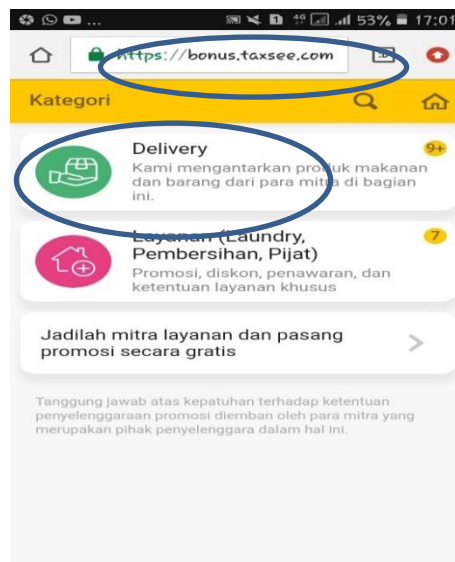 ... 4G 53% 17:01
https://bonus.taxsee.com
Kategori
Delivery 9+
Kami mengantarkan produk makanan
dan barang dari para mitra di bagian
ini.
Layanan (Laundry, 7
Pembersihan, Pijat)
Promosi, diskon, penawaran, dan
ketentuan layanan khusus
Jadilah mitra layanan dan pasang
promosi secara gratis
Tanggung jawab atas kepatuhan terhadap ketentuan
penyelenggaraan promosi diemban oleh para mitra yang
merupakan pihak penyelenggara dalam hal ini.